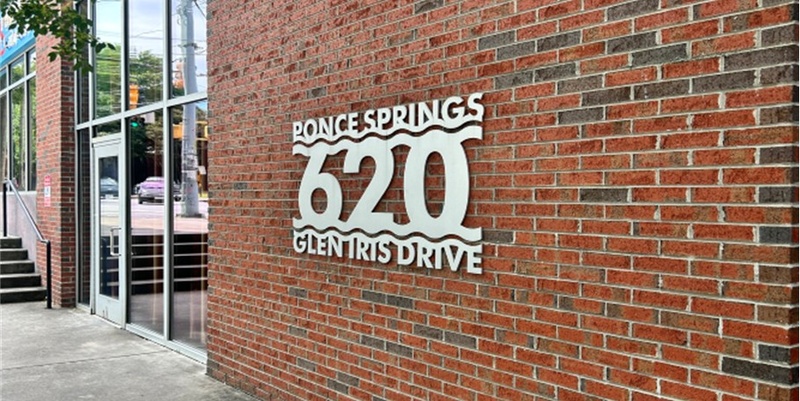 PONCE SPRINGS
620
GLEN IRIS DRIVE